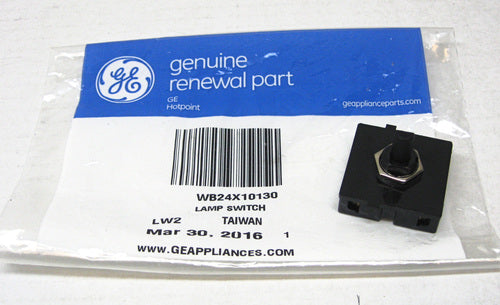 GE
genuine
renewal part
GE
Hotpoint
geapplianceparts.com
WB24X10130
LAMP SWITCH
LW2 TAIWAN
Mar 30. 2016 1
WWW.GEAPPLIANCES.COM